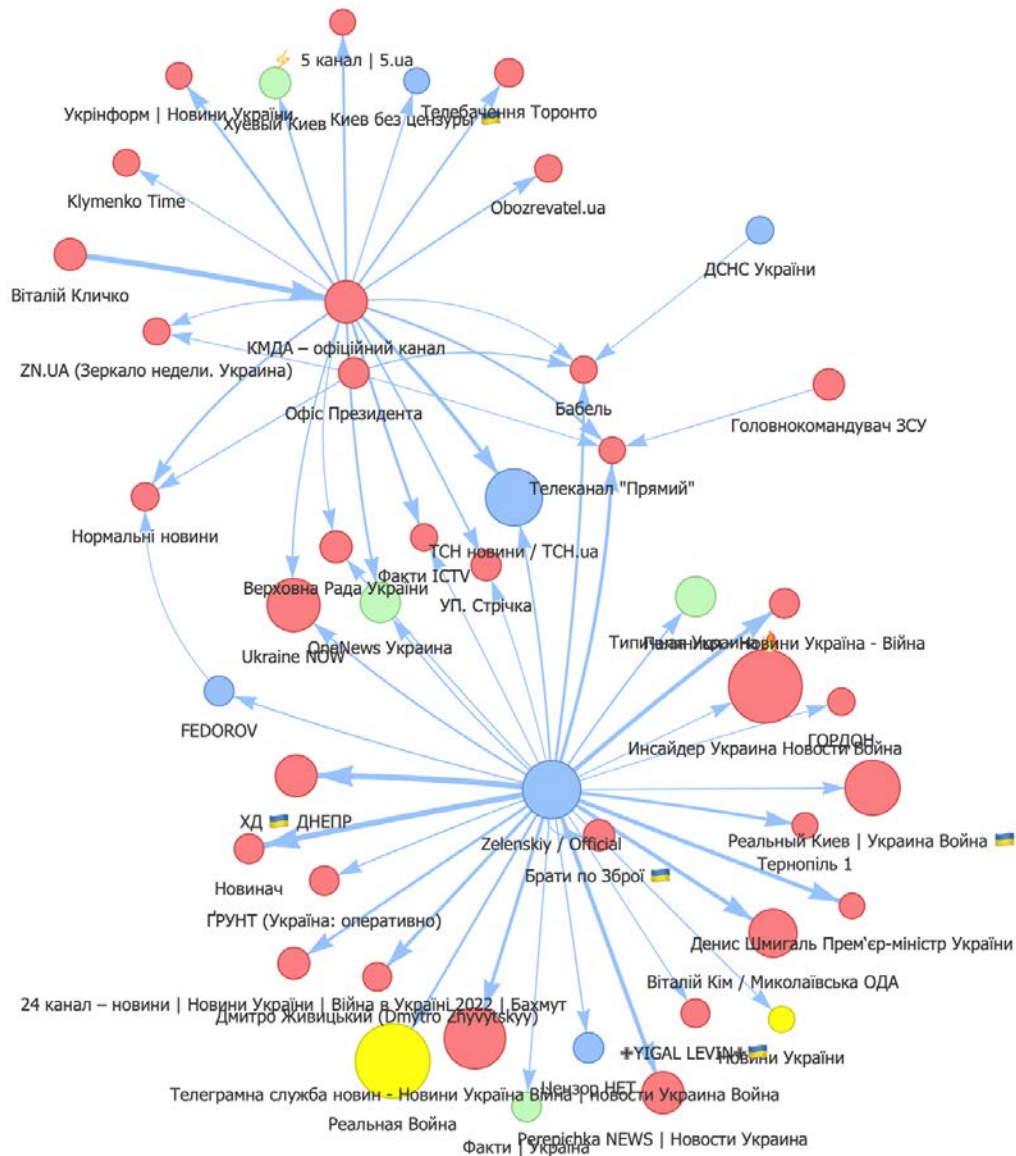 ⚡ 5 канал | 5.ua
Укрінформ | Новини України
Хуевый Киев
Киев без цензуры 🇺🇦
Телебачення Торонто
Klymenko Time
Obozrevatel.ua
ДСНС України
Віталій Кличко
КМДА – офіційний канал
ZN.UA (Зеркало недели. Украина)
Офіс Президента
Бабель
Головнокомандувач ЗСУ
Телеканал "Прямий"
Нормальні новини
ТСН новини / ТСН.ua
Факти ICTV
Верховна Рада України
УП. Стрічка
OneNews Украина
Ukraine NOW
Типичная Украина
- Новини Україна - Війна
FEDOROV
ГОРДОН
Инсайдер Украина Новости Война
ХД 🇺🇦 ДНЕПР
Zelenskiy / Official
Реальный Киев | Украина Война 🇺🇦
Тернопіль 1
Брати по Зброї 🇺🇦
Новинач
ҐРУНТ (Україна: оперативно)
Денис Шмигаль Прем'єр-міністр України
Віталій Кім / Миколаївська ОДА
24 канал – новини | Новини України | Війна в Україні 2022 | Бахмут
Дмитро Живицький (Dmytro Zhyvytskyy)
✙YIGAL LEVIN✙🇺🇦
Новини України
Цензор.НЕТ
Телеграмна служба новин - Новини Україна Війна | Новости Украина Война
Реальная Война
Perepichka NEWS | Новости Украина
Факти | Україна